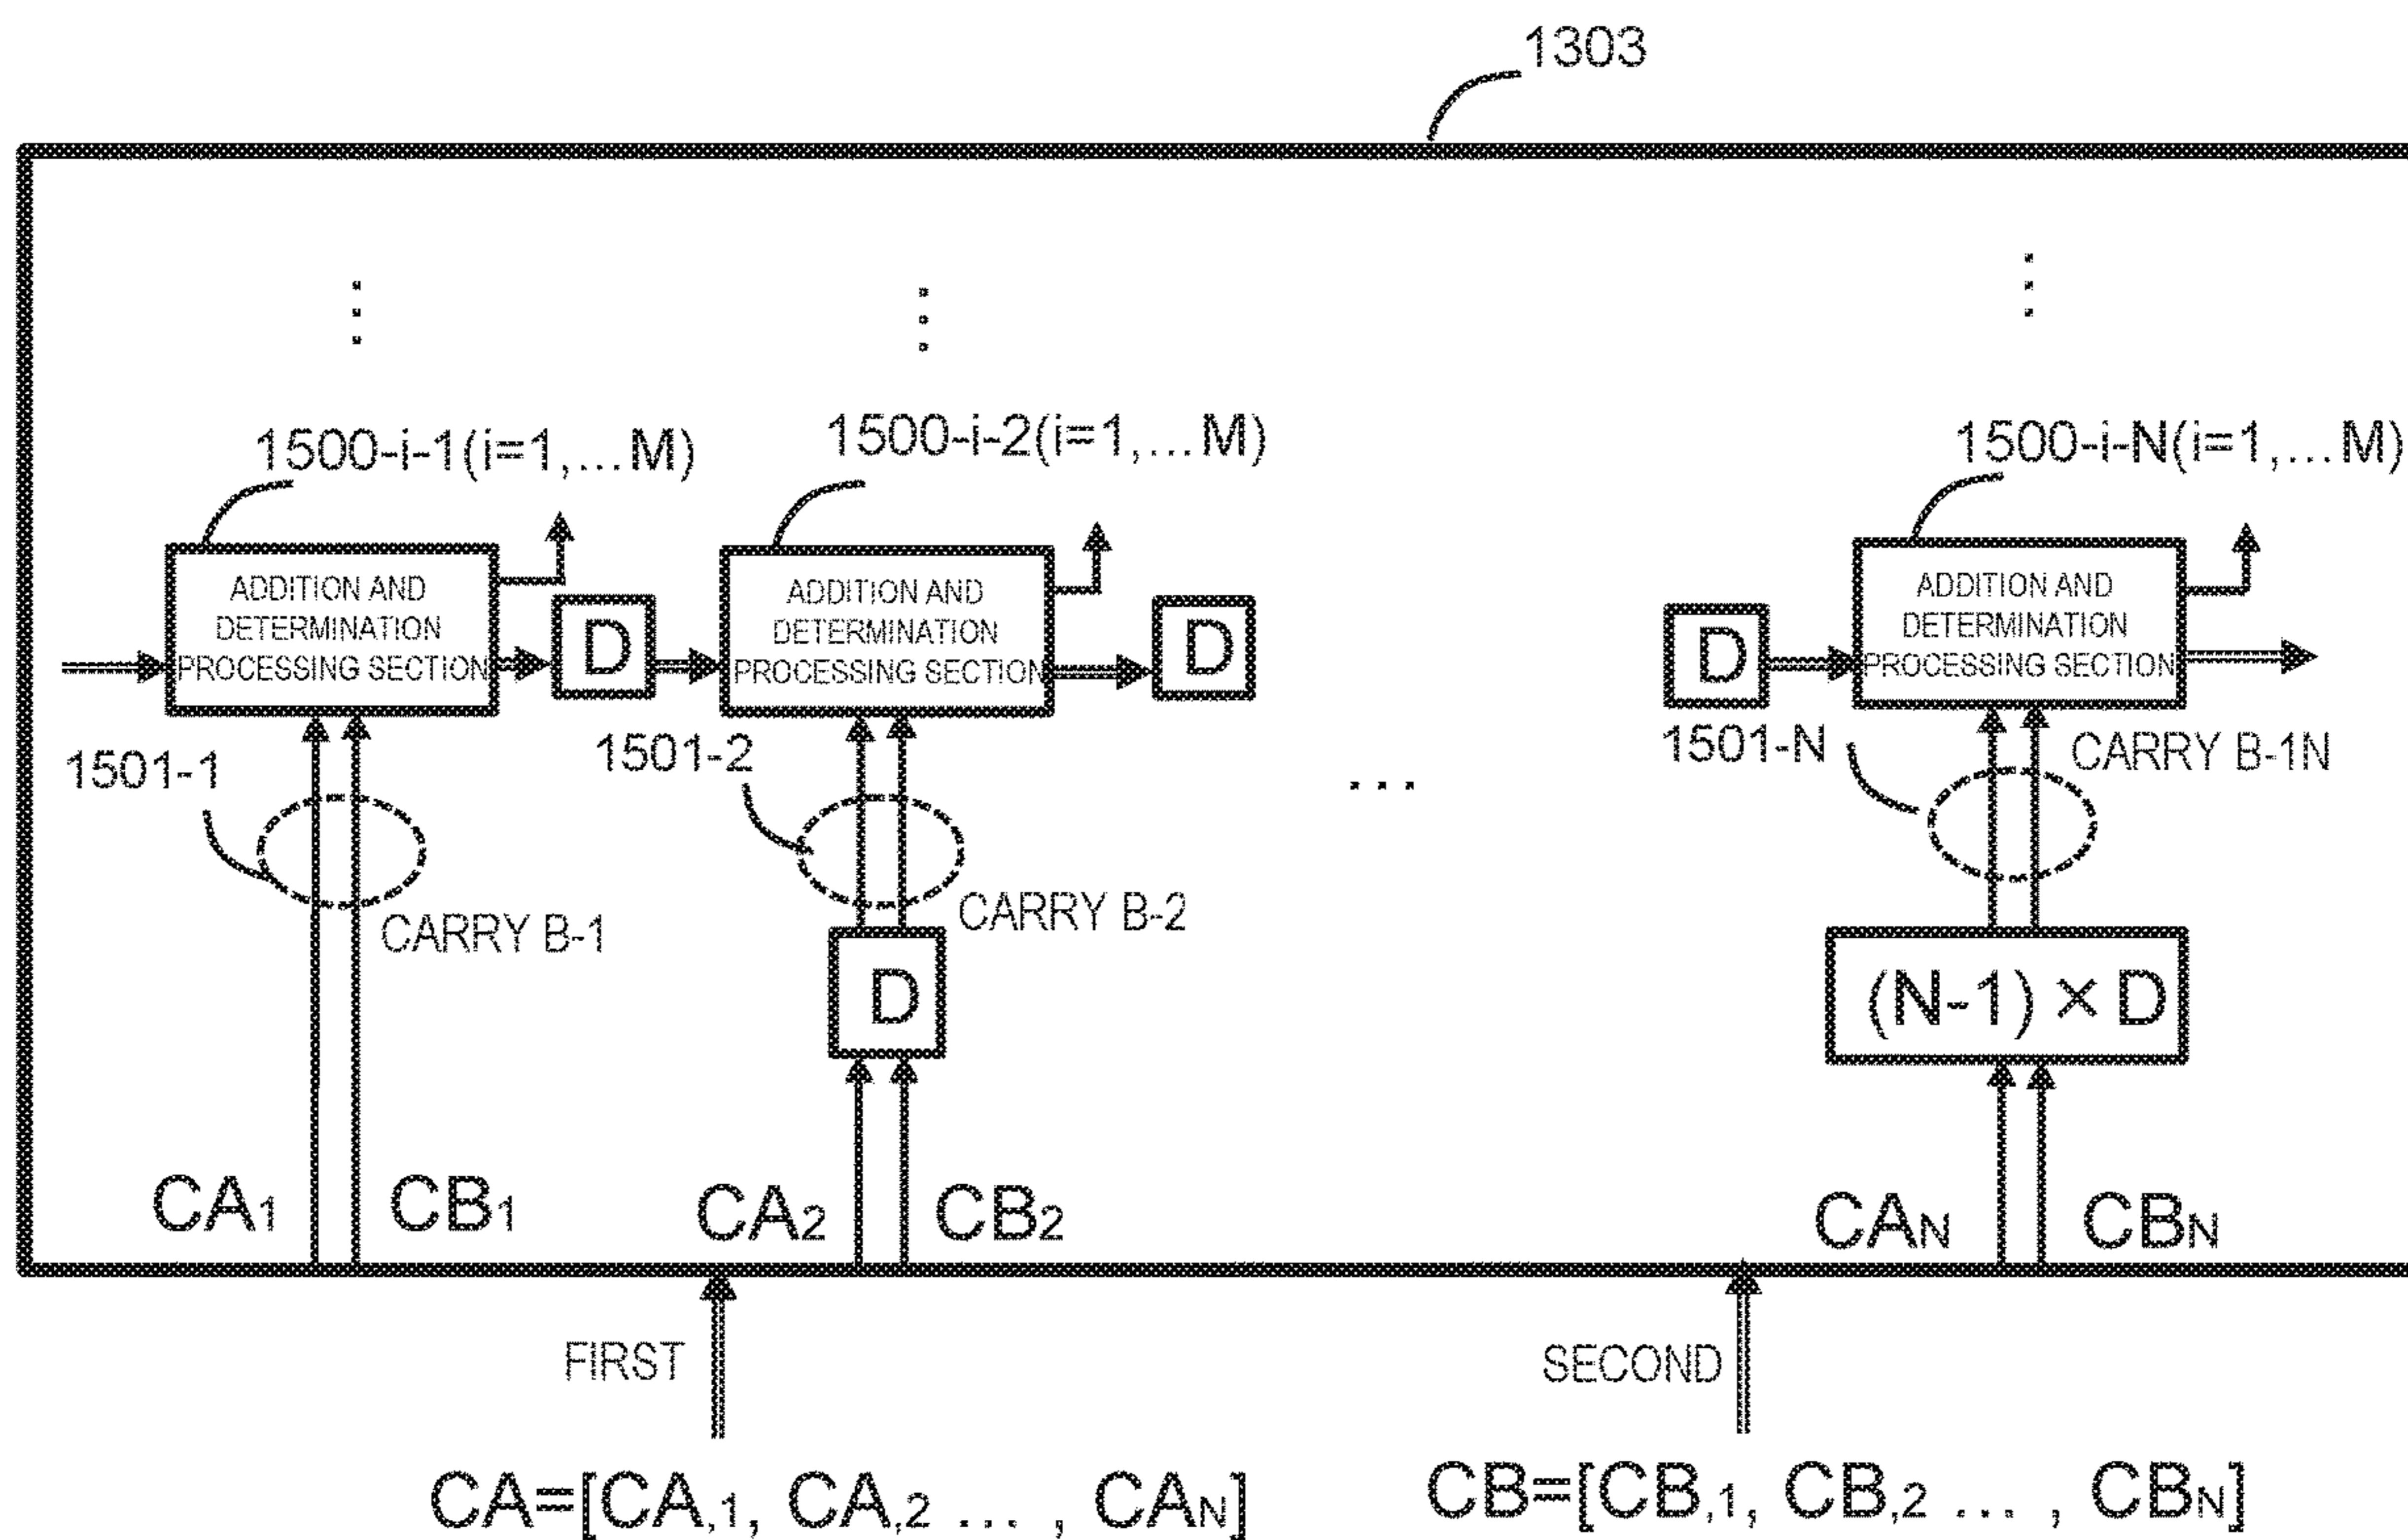 1303
1500-i-1(i=1,...M)
1500-i-2(i=1,...M)
1500-i-N(i=1,...M)
ADDITION AND
DETERMINATION
PROCESSING SECTION
D
ADDITION AND
DETERMINATION
PROCESSING SECTION
D
D
ADDITION AND
DETERMINATION
PROCESSING SECTION
1501-1
1501-2
1501-N
CARRY B-1N
...
CARRY B-1
CARRY B-2
D
(N-1) × D
CA1
CB1
CA2
CB2
CAN
CBN
FIRST
SECOND
CA=[CA,1, CA,2 ... , CAN]
CB=[CB,1, CB,2 ... , CBN]